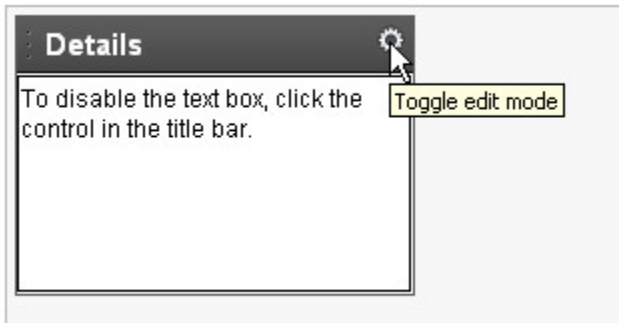 Details
To disable the text box, click the
control in the title bar.
Toggle edit mode